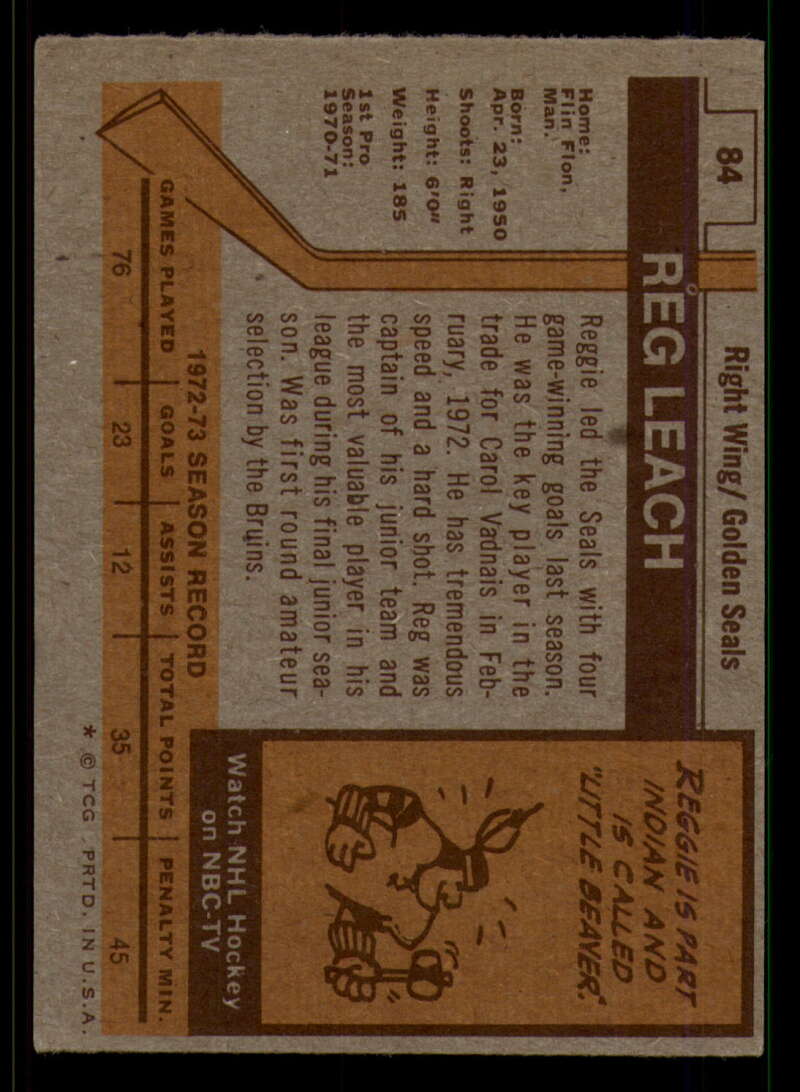 84
Right Wing/ Golden Seals
REG LEACH
Home:
Flin Flon,
Man.
Born:
Apr. 23, 1950
Shoots: Right
Height: 6'0"
Weight: 185
1st Pro
Season:
1970-71
Reggie led the Seals with four
game-winning goals last season.
He was the key player in the
trade for Carol Vadnais in Feb-
ruary, 1972. He has tremendous
speed and a hard shot. Reg was
captain of his junior team and
the most valuable player in his
league during his final junior sea-
son. Was first round amateur
selection by the Bruins.
REGGIE IS PART
INDIAN AND
IS CALLED
"LITTLE BEAVER."
Watch NHL Hockey
on NBC-TV
1972-73 SEASON RECORD
GAMES PLAYED GOALS ASSISTS TOTAL POINTS PENALTY MIN.
76 23 12 35 45
* © TCG PRTD. IN U.S.A.